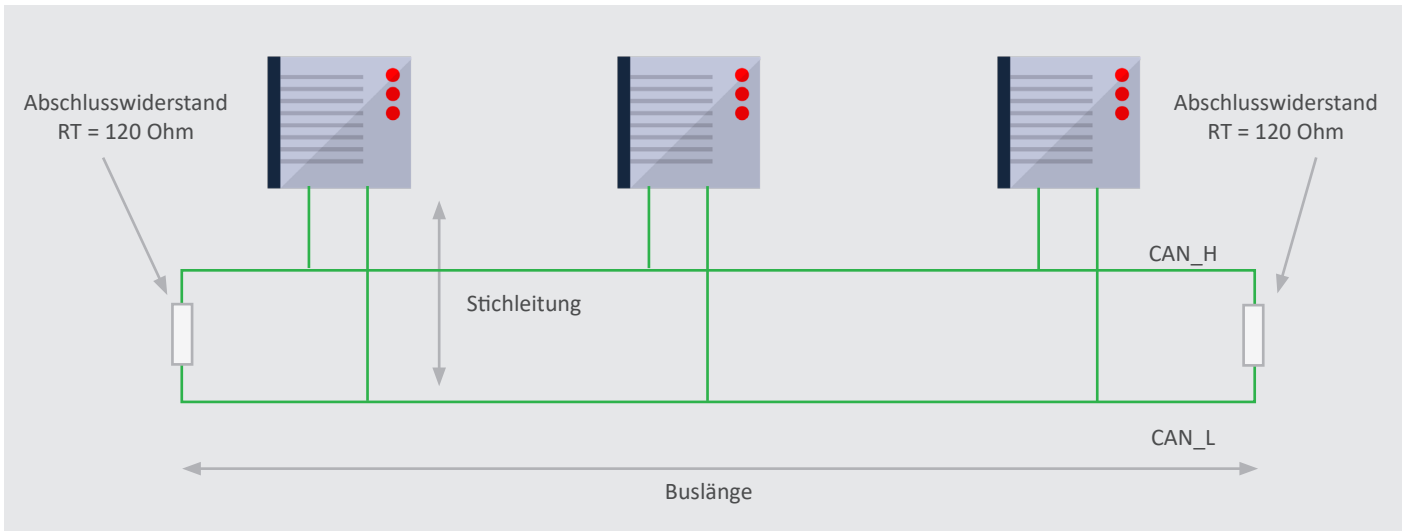 Abschlusswiderstand
RT = 120 Ohm
Abschlusswiderstand
RT = 120 Ohm
CAN_H
Stichleitung
CAN_L
Buslänge